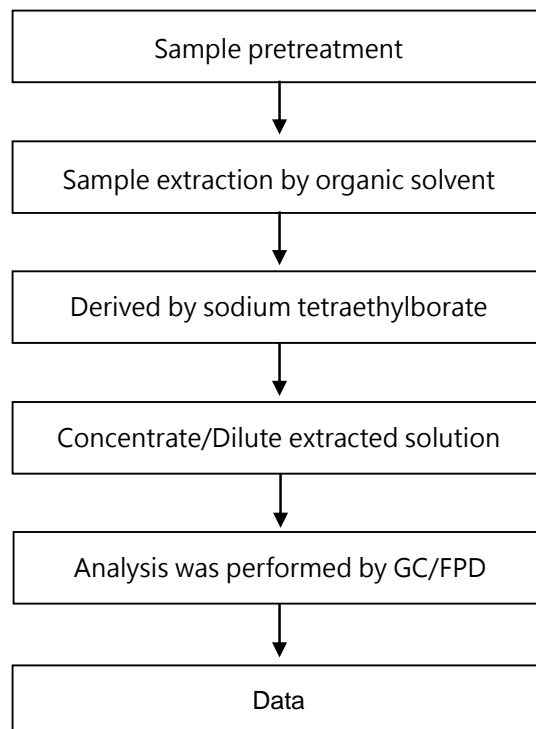 Sample pretreatment
Sample extraction by organic solvent
Derived by sodium tetraethylborate
Concentrate/Dilute extracted solution
Analysis was performed by GC/FPD
Data